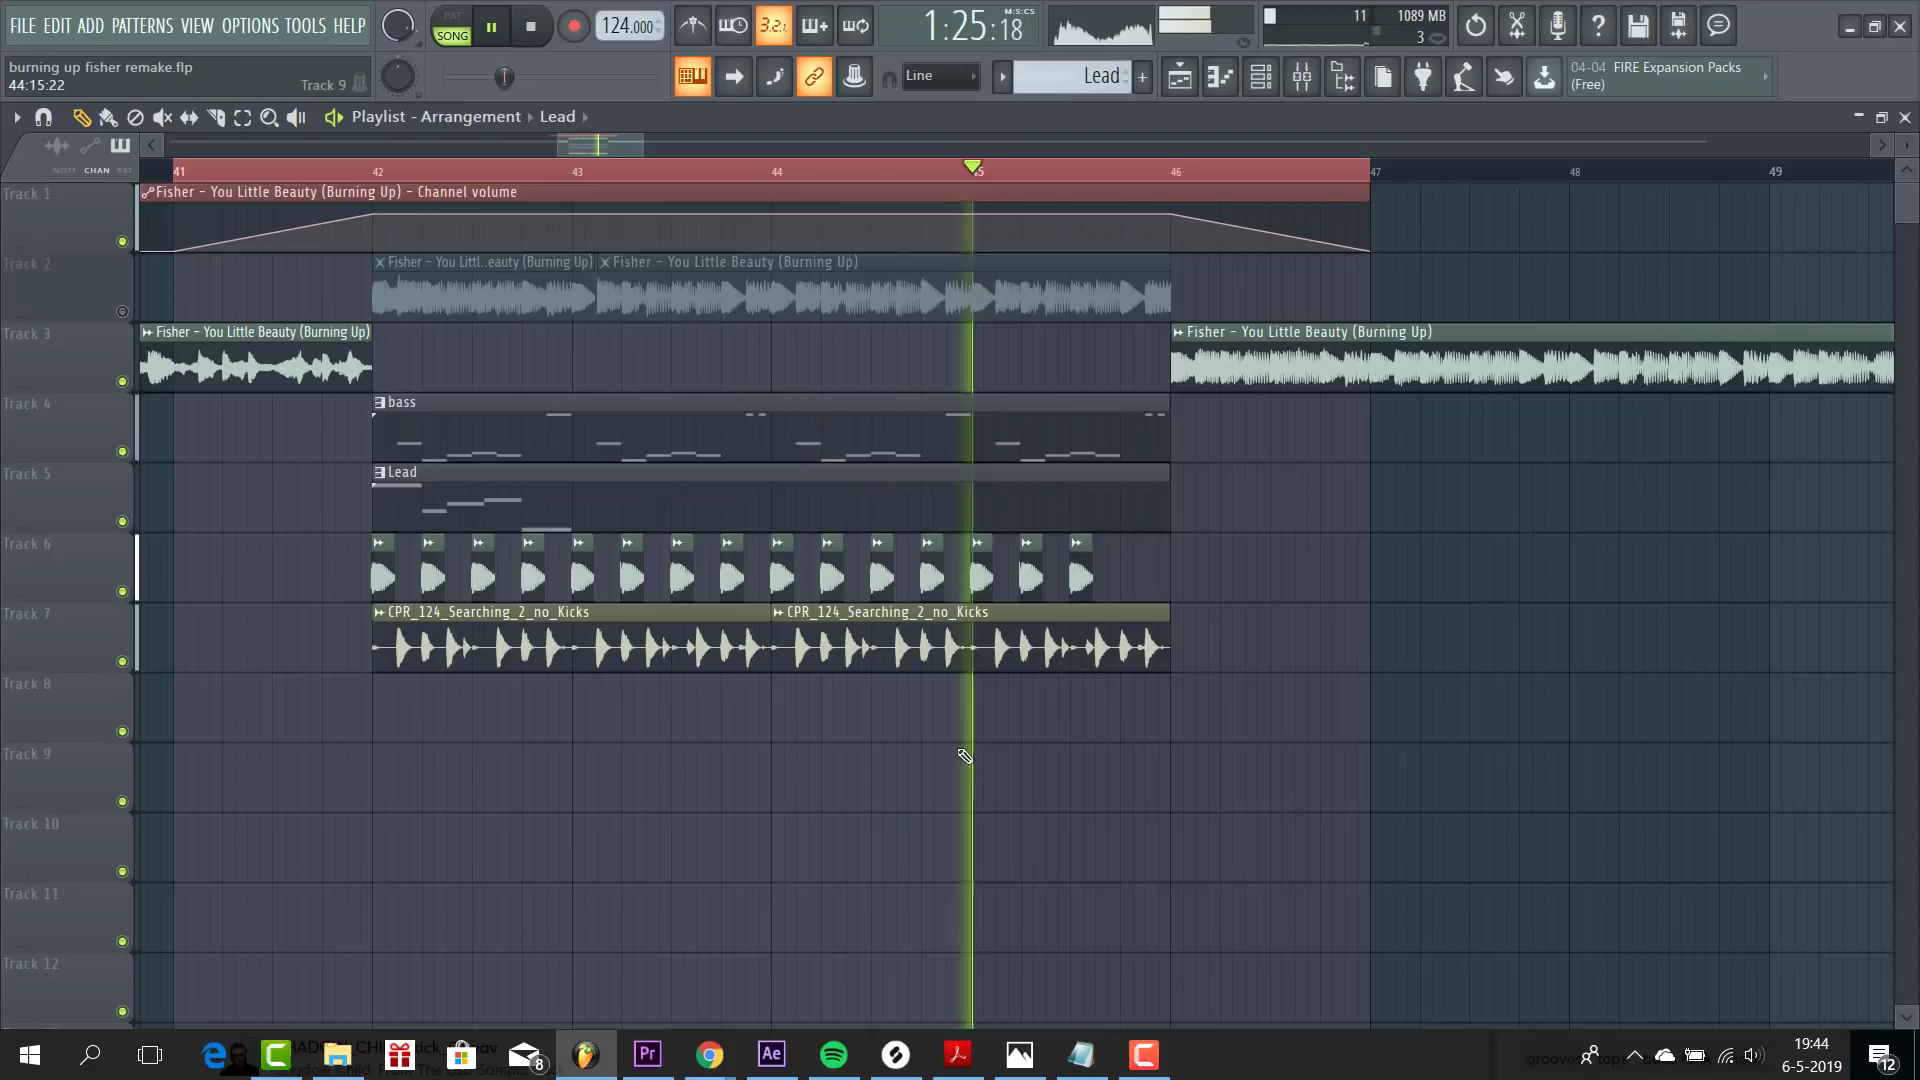 FILE EDIT ADD PATTERNS VIEW OPTIONS TOOLS HELP
PAT
SONG
124.000
3.2.
1:25:18
M:S:CS
11
1089 MB
3
burning up fisher remake.flp
44:15:22
Track 9
Line
Lead
04-04 FIRE Expansion Packs
(Free)
Playlist - Arrangement
Lead
NOTE CHAN PAT
41
42
43
44
45
46
47
48
49
Track 1
Fisher - You Little Beauty (Burning Up) - Channel volume
Track 2
Fisher - You Littl..eauty (Burning Up)
Fisher - You Little Beauty (Burning Up)
Track 3
Fisher - You Little Beauty (Burning Up)
Fisher - You Little Beauty (Burning Up)
Track 4
bass
Track 5
Lead
Track 6
Track 7
CPR_124_Searching_2_no_Kicks
CPR_124_Searching_2_no_Kicks
Track 8
Track 9
Track 10
Track 11
Track 12
8
Pr
Ae
19:44
6-5-2019
12